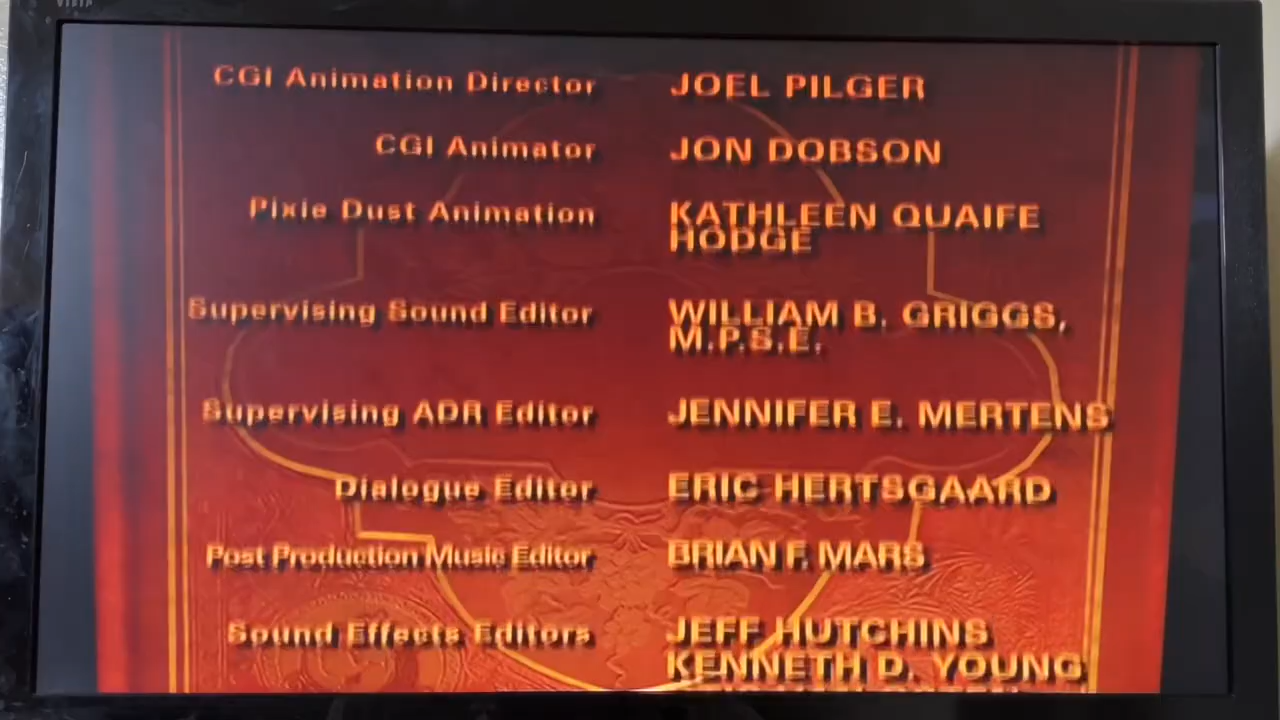 CGI Animation Director JOEL PILGER
CGI Animator JON DOBSON
Pixie Dust Animation KATHLEEN QUAIFE
HODGE
Supervising Sound Editor WILLIAM B. GRIGGS,
M.P.S.E.
Supervising ADR Editor JENNIFER E. MERTENS
Dialogue Editor ERIC HERTSGAARD
Post Production Music Editor BRIAN F. MARS
Sound Effects Editors JEFF HUTCHINS
KENNETH D. YOUNG